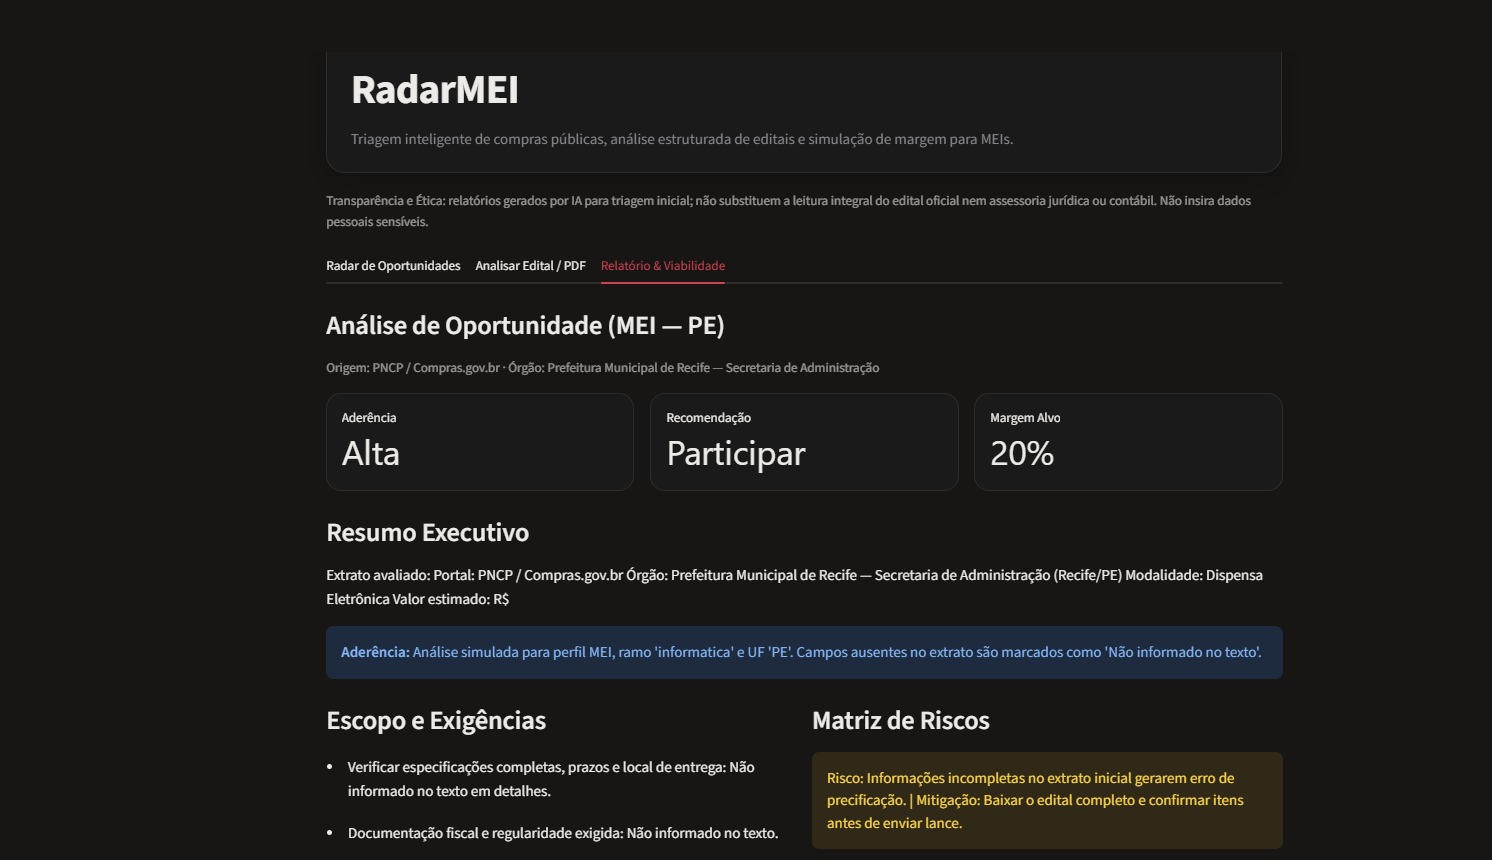 RadarMEI
Triagem inteligente de compras públicas, análise estruturada de editais e simulação de margem para MEIs.
Transparência e Ética: relatórios gerados por IA para triagem inicial; não substituem a leitura integral do edital oficial nem assessoria jurídica ou contábil. Não insira dados
pessoais sensíveis.
Radar de Oportunidades Analisar Edital / PDF Relatório & Viabilidade
Análise de Oportunidade (MEI — PE)
Origem: PNCP / Compras.gov.br · Órgão: Prefeitura Municipal de Recife — Secretaria de Administração
Aderência
Alta
Recomendação
Participar
Margem Alvo
20%
Resumo Executivo
Extrato avaliado: Portal: PNCP / Compras.gov.br Órgão: Prefeitura Municipal de Recife — Secretaria de Administração (Recife/PE) Modalidade: Dispensa
Eletrônica Valor estimado: R$
Aderência: Análise simulada para perfil MEI, ramo 'informatica' e UF 'PE'. Campos ausentes no extrato são marcados como 'Não informado no texto'.
Escopo e Exigências
• Verificar especificações completas, prazos e local de entrega: Não
informado no texto em detalhes.
• Documentação fiscal e regularidade exigida: Não informado no texto.
Matriz de Riscos
Risco: Informações incompletas no extrato inicial gerarem erro de
precificação. | Mitigação: Baixar o edital completo e confirmar itens
antes de enviar lance.